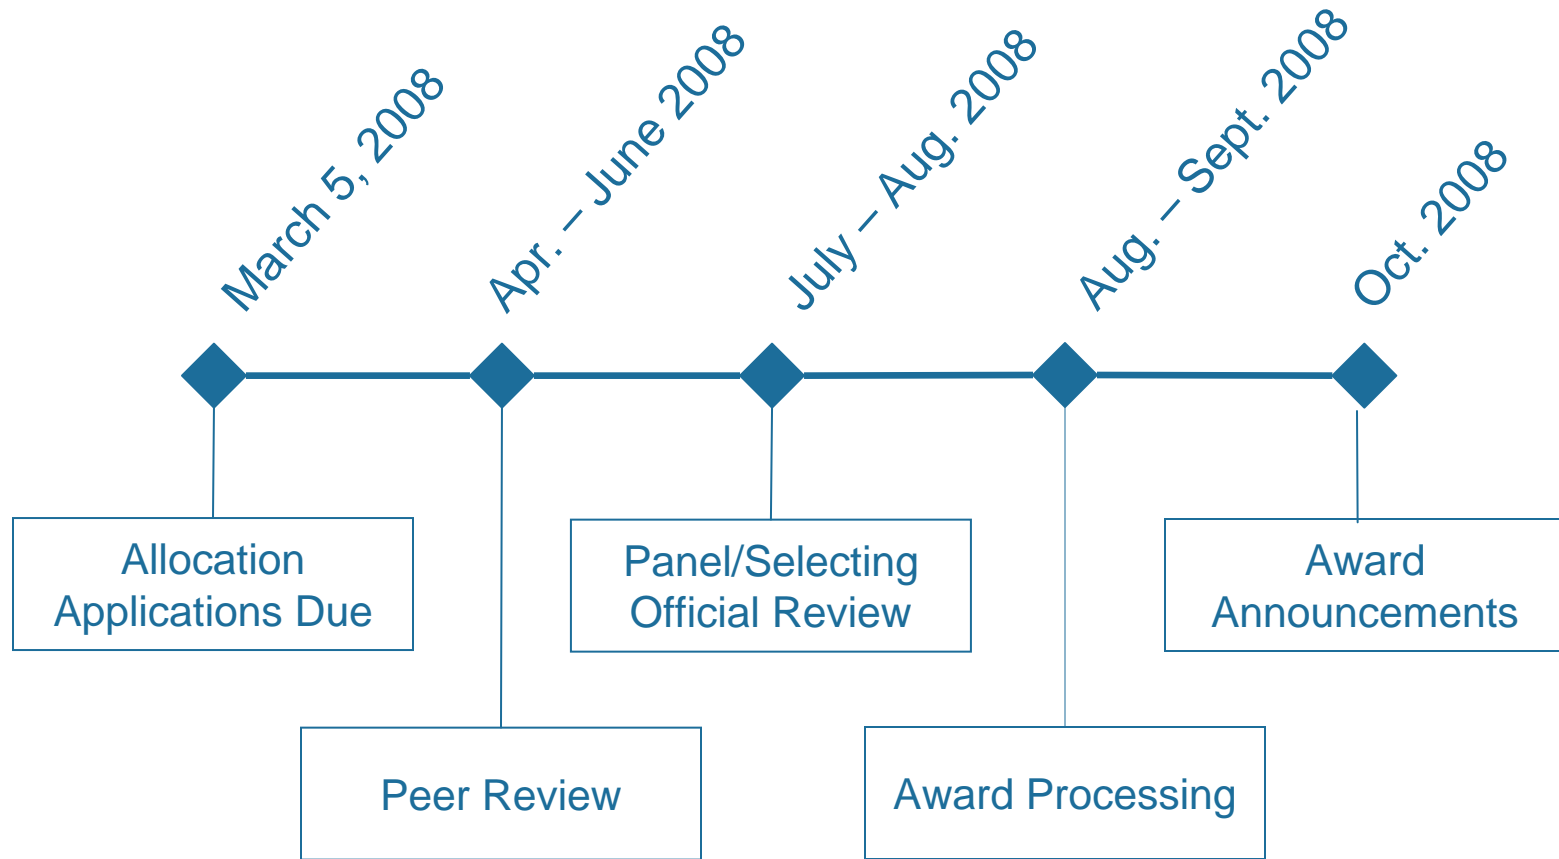 March 5, 2008
Apr. – June 2008
July – Aug. 2008
Aug. – Sept. 2008
Oct. 2008
Allocation
Applications Due
Panel/Selecting
Official Review
Award
Announcements
Peer Review
Award Processing